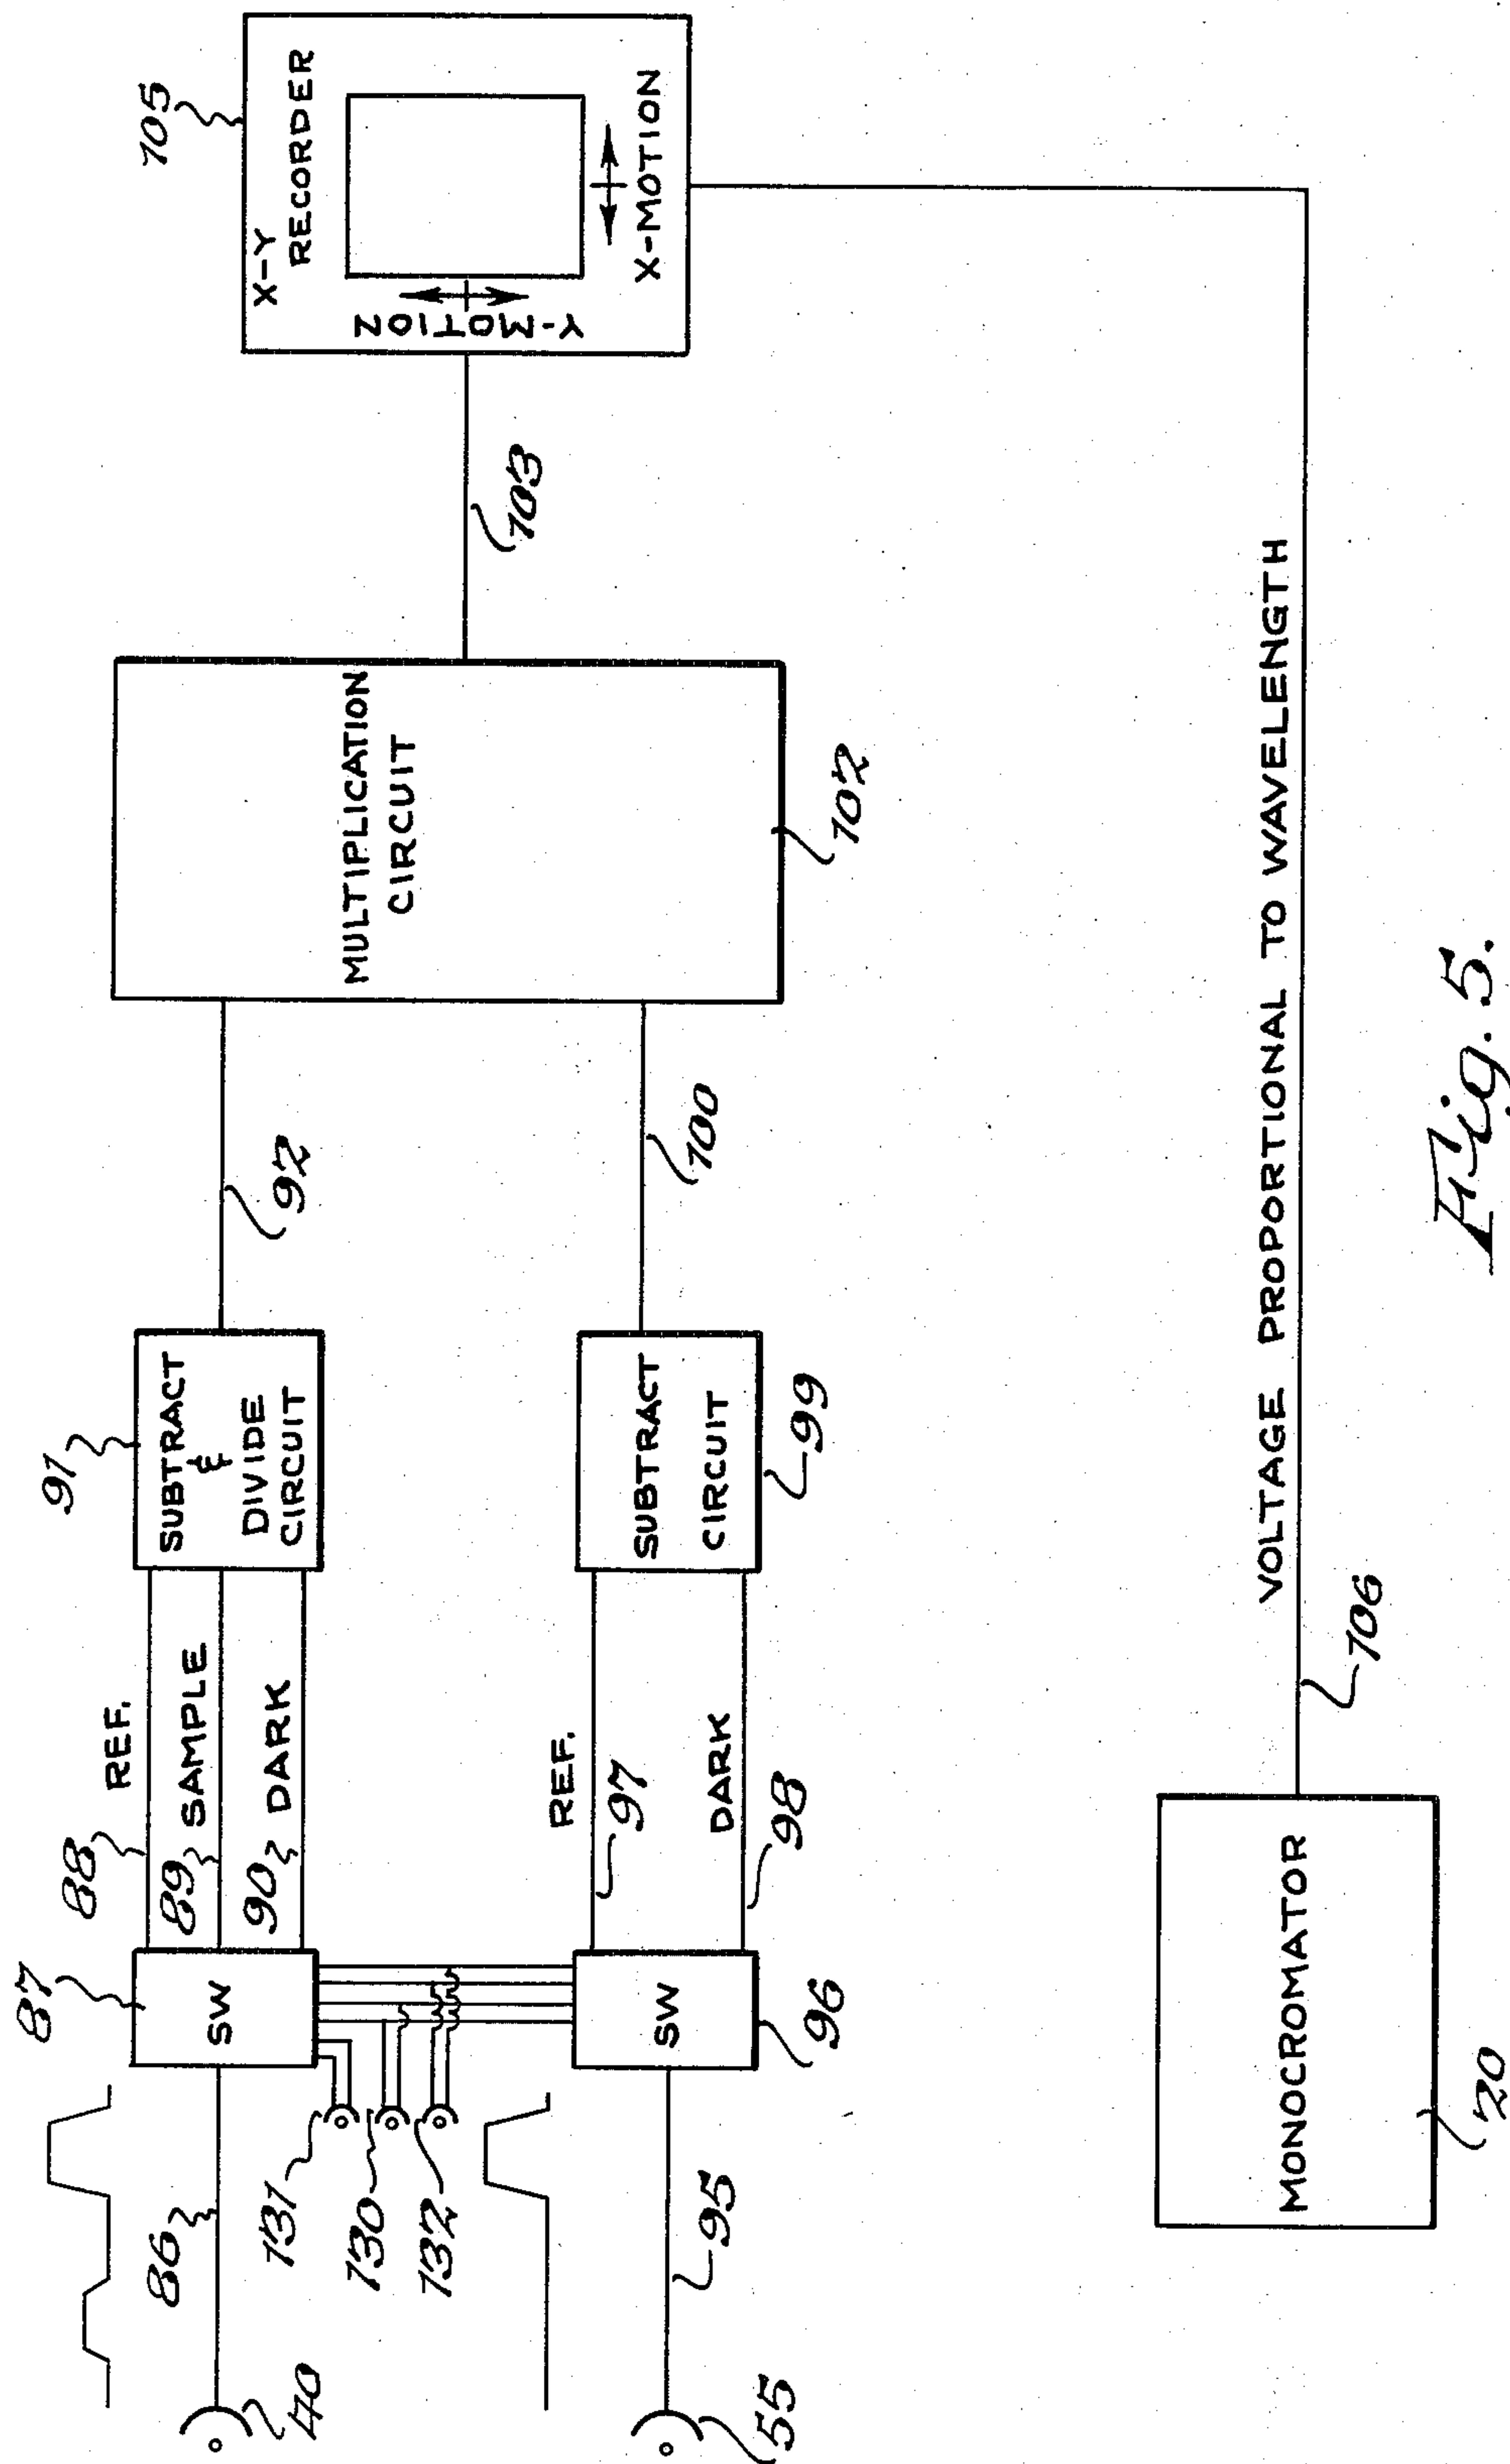 105
X-Y
RECORDER
Y-MOTION
X-MOTION
103
MULTIPLICATION
CIRCUIT
102
92
100
91
SUBTRACT
&
DIVIDE
CIRCUIT
SUBTRACT
CIRCUIT
99
88
REF.
89
SAMPLE
90
DARK
REF.
97
DARK
98
87
SW
SW
96
86
131
130
132
95
40
55
VOLTAGE PROPORTIONAL TO WAVELENGTH
106
MONOCROMATOR
20
Fig. 5.